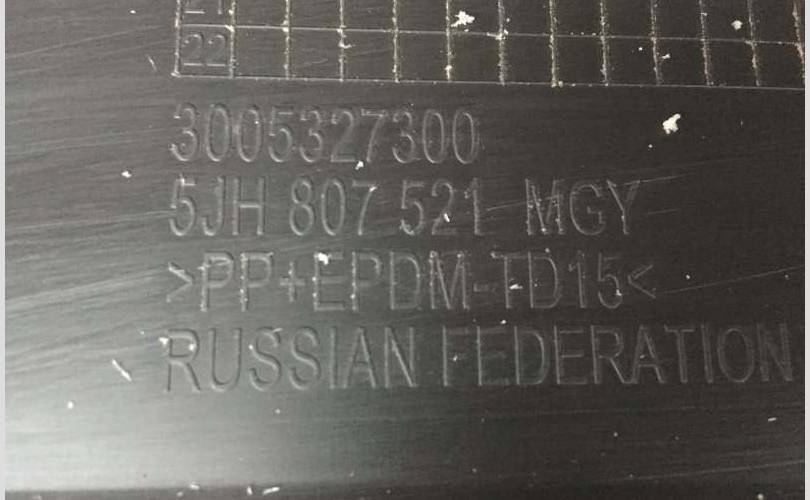 21
22
3005327300
5JH 807 521 MGY
>PP+EPDM-TD15<
RUSSIAN FEDERATION